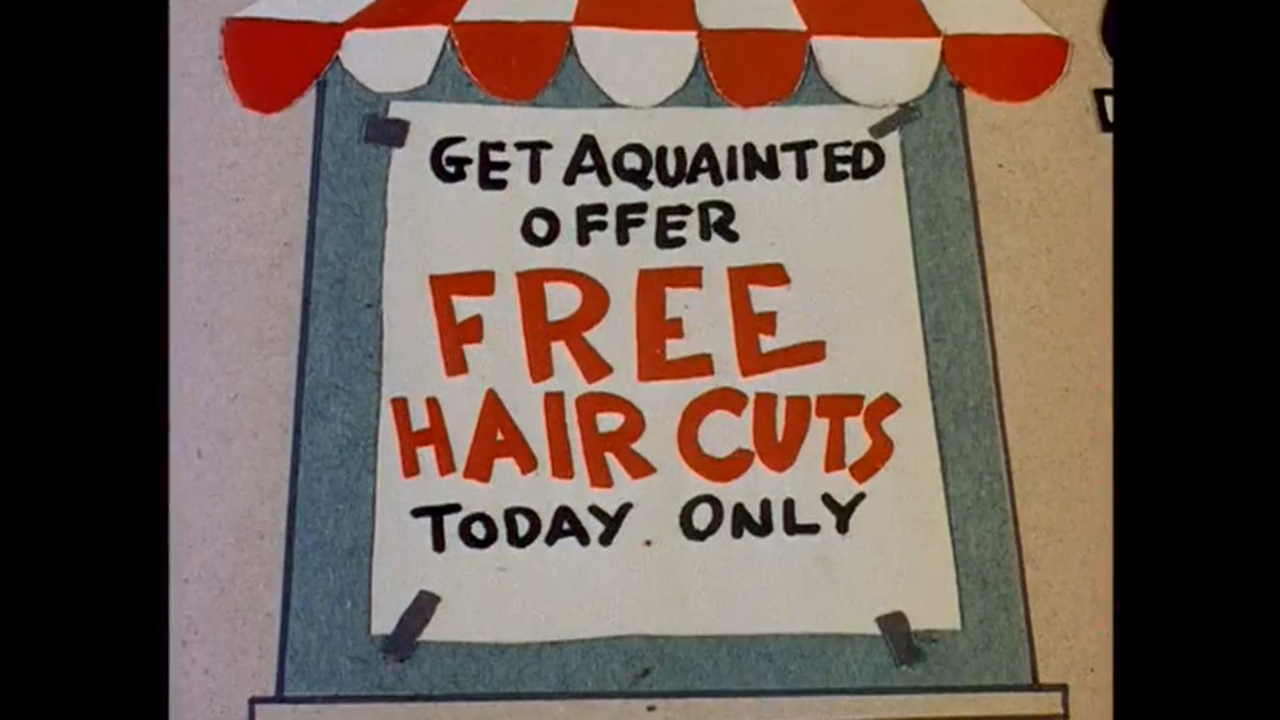 GET AQUAINTED
OFFER
FREE
HAIR CUTS
TODAY ONLY